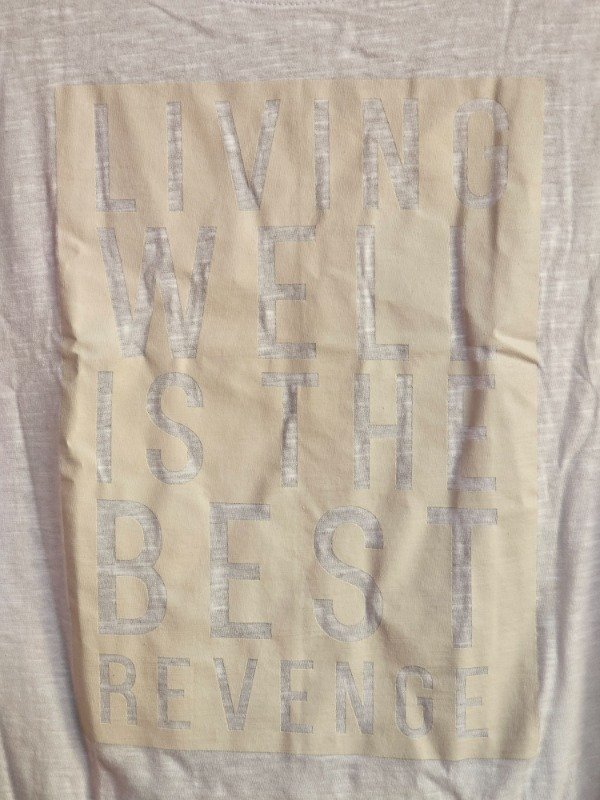 LIVING
WELL
IS THE
BEST
REVENGE